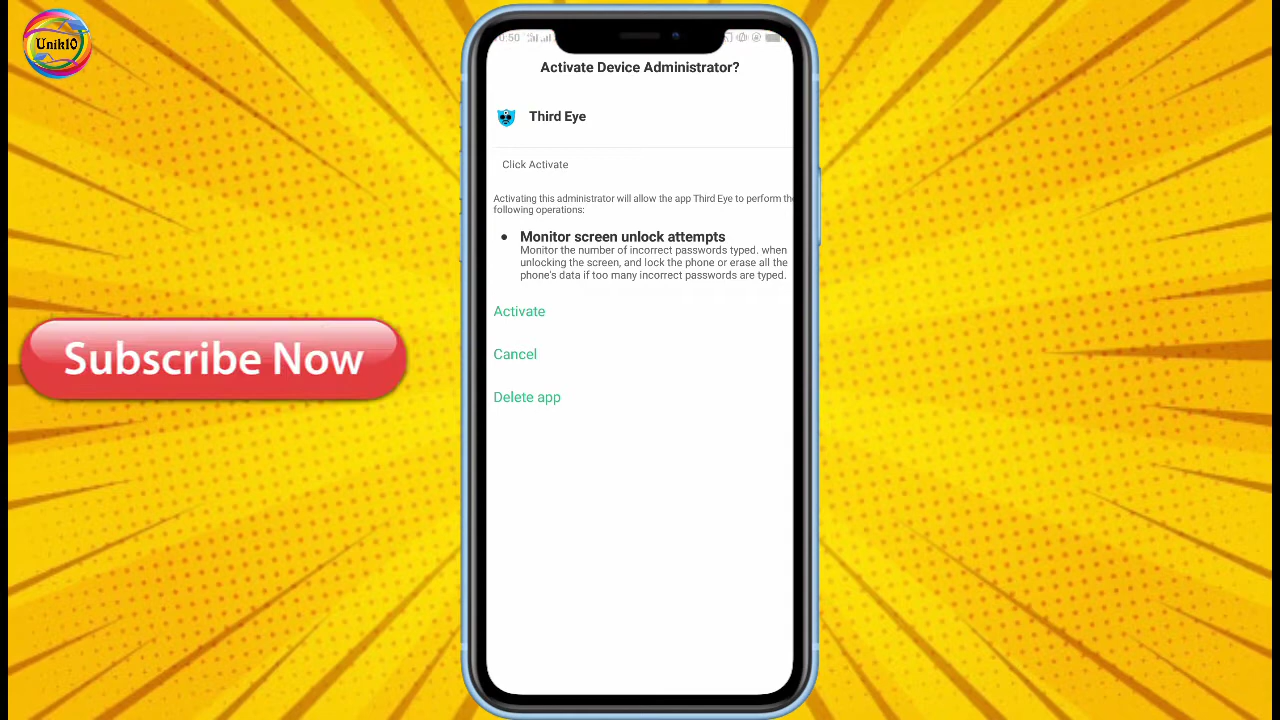 Unik10
:50
Activate Device Administrator?
Third Eye
Click Activate
Activating this administrator will allow the app Third Eye to perform the
following operations:
• Monitor screen unlock attempts
Monitor the number of incorrect passwords typed. when
unlocking the screen, and lock the phone or erase all the
phone's data if too many incorrect passwords are typed.
Activate
Subscribe Now
Cancel
Delete app